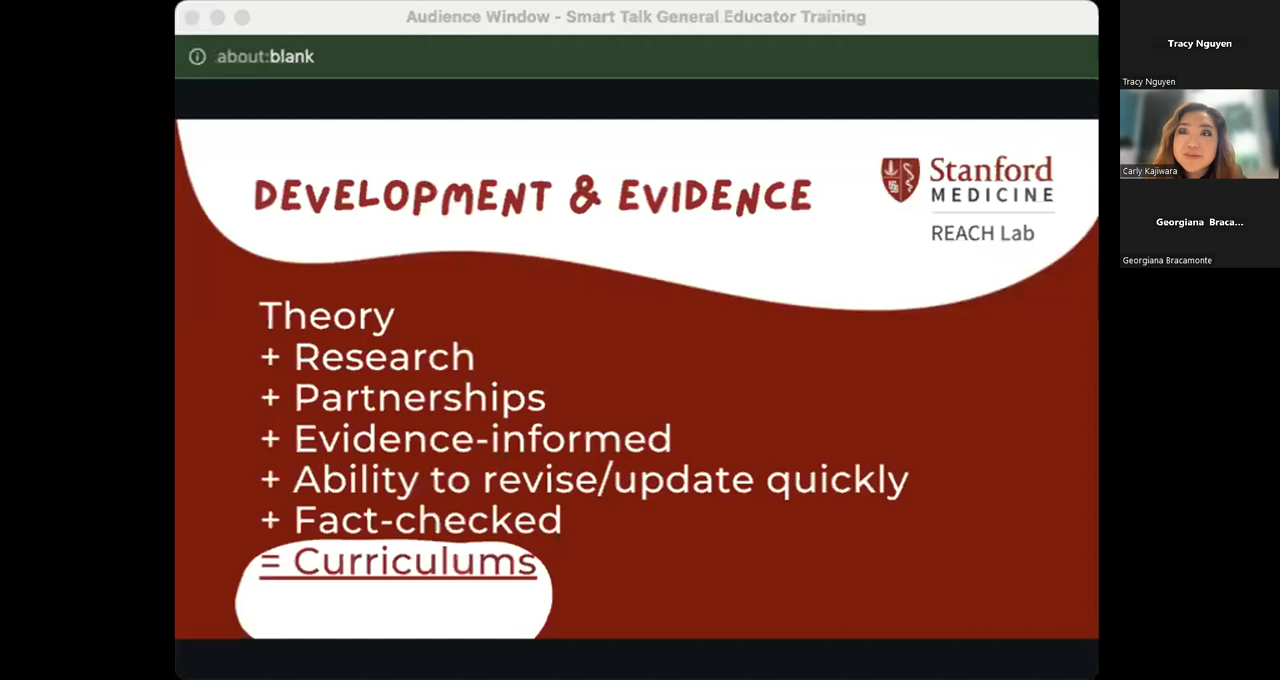 Audience Window - Smart Talk General Educator Training
about:blank
DEVELOPMENT & EVIDENCE
Stanford
MEDICINE
REACH Lab
Theory
+ Research
+ Partnerships
+ Evidence-informed
+ Ability to revise/update quickly
+ Fact-checked
= Curriculums
Tracy Nguyen
Tracy Nguyen
Carly Kajiwara
Georgiana Braca...
Georgiana Bracamonte